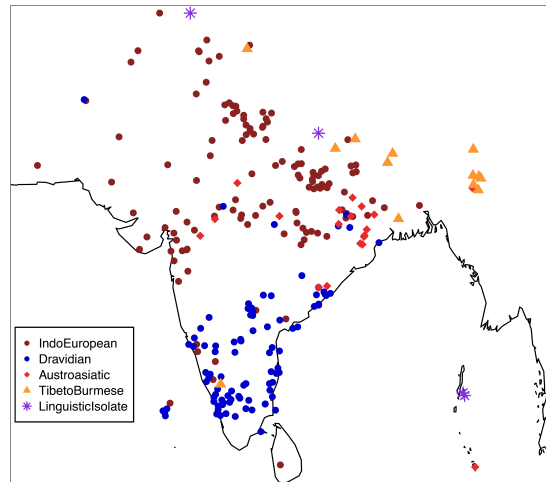 IndoEuropean
Dravidian
Austroasiatic
TibetoBurmese
LinguisticIsolate